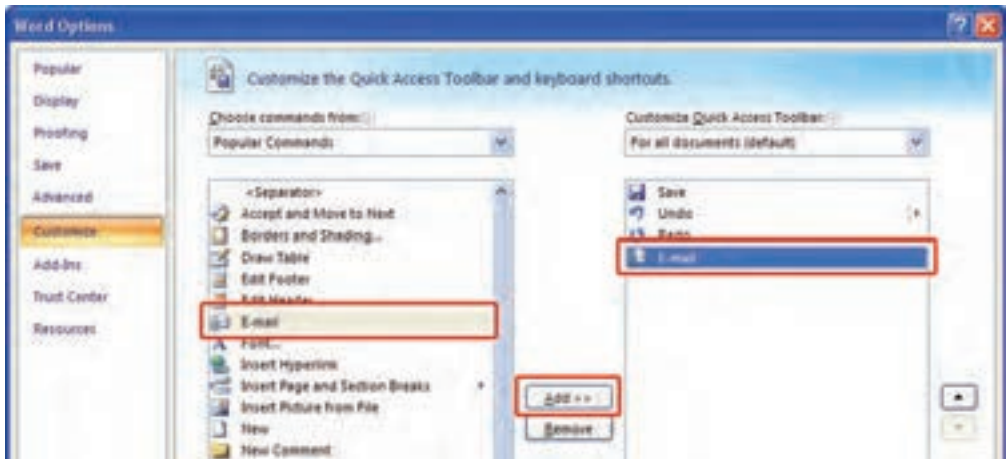 Word Options
Popular
Display
Proofing
Save
Advanced
Customize
Add-Ins
Trust Center
Resources
Customize the Quick Access Toolbar and keyboard shortcuts.
Choose commands from:
Popular Commands
<Separator>
Accept and Move to Next
Borders and Shading...
Draw Table
Edit Footer
Edit Header
E-mail
Font...
Insert Hyperlink
Insert Page and Section Breaks
Insert Picture from File
New
New Comment
Add >>
Remove
Customize Quick Access Toolbar:
For all documents (default)
Save
Undo
Redo
E-mail